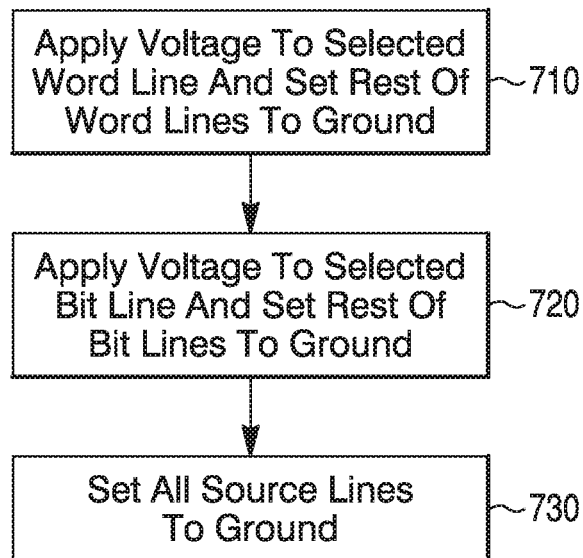 Apply Voltage To Selected
Word Line And Set Rest Of
Word Lines To Ground
710
Apply Voltage To Selected
Bit Line And Set Rest Of
Bit Lines To Ground
720
Set All Source Lines
To Ground
730